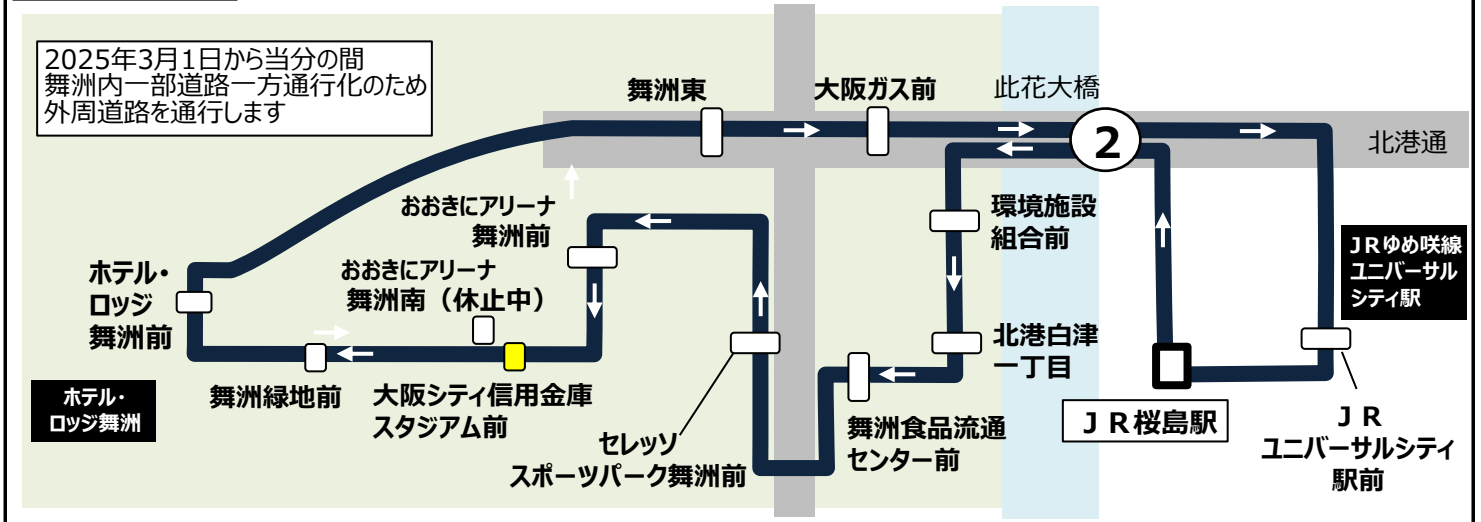 2025年3月1日から当分の間
舞洲内一部道路一方通行化のため
外周道路を通行します
舞洲東
大阪ガス前
此花大橋
2
北港通
おおきにアリーナ
舞洲前
環境施設
組合前
JRゆめ咲線
ユニバーサル
シティ駅
ホテル・
ロッジ
舞洲前
おおきにアリーナ
舞洲南（休止中）
北港白津
一丁目
ホテル・
ロッジ舞洲
舞洲緑地前
大阪シティ信用金庫
スタジアム前
セレッソ
スポーツパーク舞洲前
舞洲食品流通
センター前
ＪＲ桜島駅
ＪＲ
ユニバーサルシティ
駅前